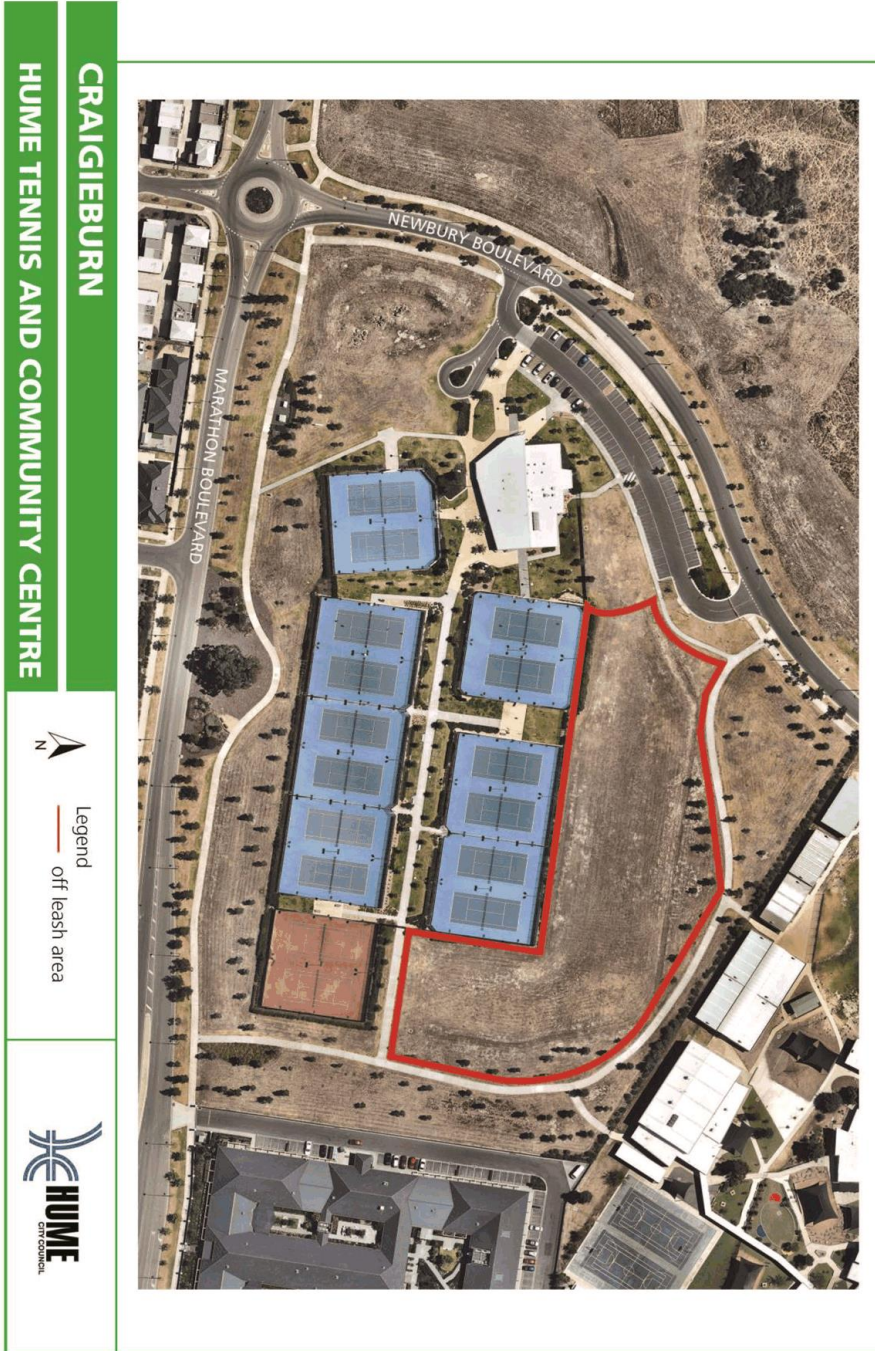 CRAIGIEBURN
HUME TENNIS AND COMMUNITY CENTRE
NEWBURY BOULEVARD
MARATHON BOULEVARD
N
Legend
off leash area
HUME
CITY COUNCIL